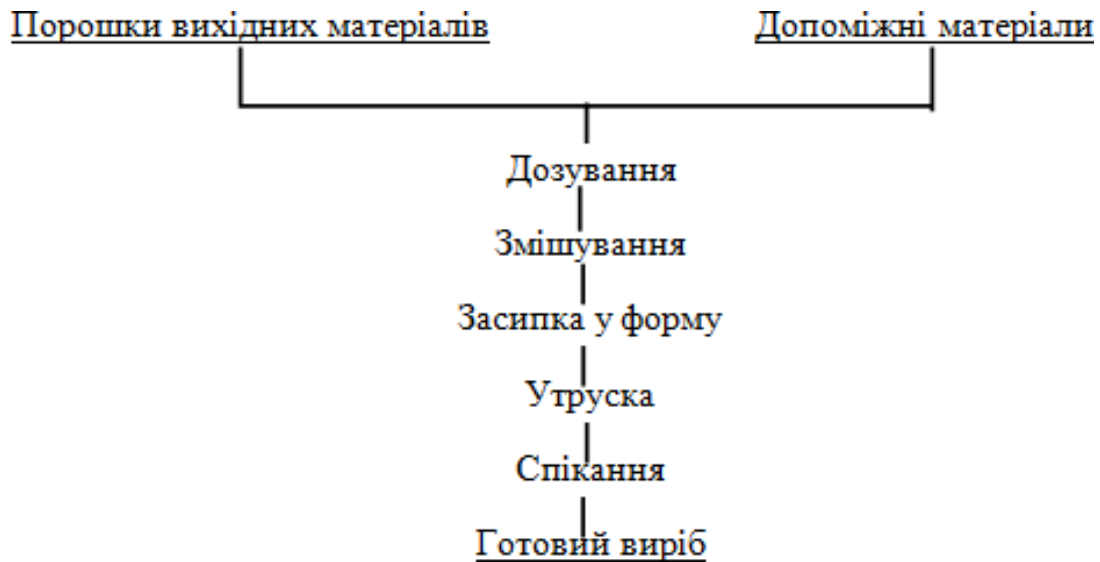 Порошки вихідних матеріалів Допоміжні матеріали
Дозування
Змішування
Засипка у форму
Утруска
Спікання
Готовий виріб